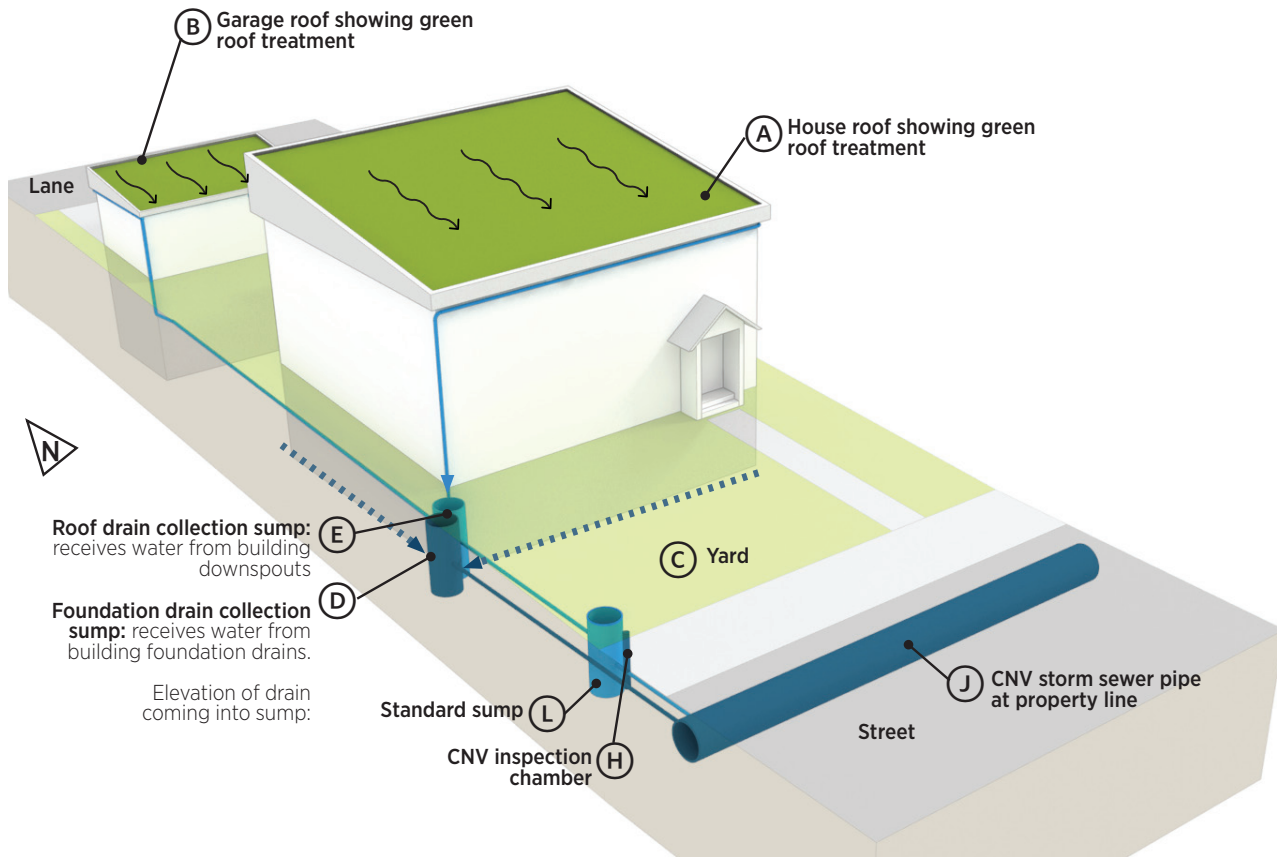 B
Garage roof showing green
roof treatment
A
House roof showing green
roof treatment
Lane
N
Roof drain collection sump:
receives water from building
downspouts
E
Foundation drain collection
sump: receives water from
building foundation drains.
D
Elevation of drain
coming into sump:
C
Yard
Standard sump
L
CNV inspection
chamber
H
J
CNV storm sewer pipe
at property line
Street